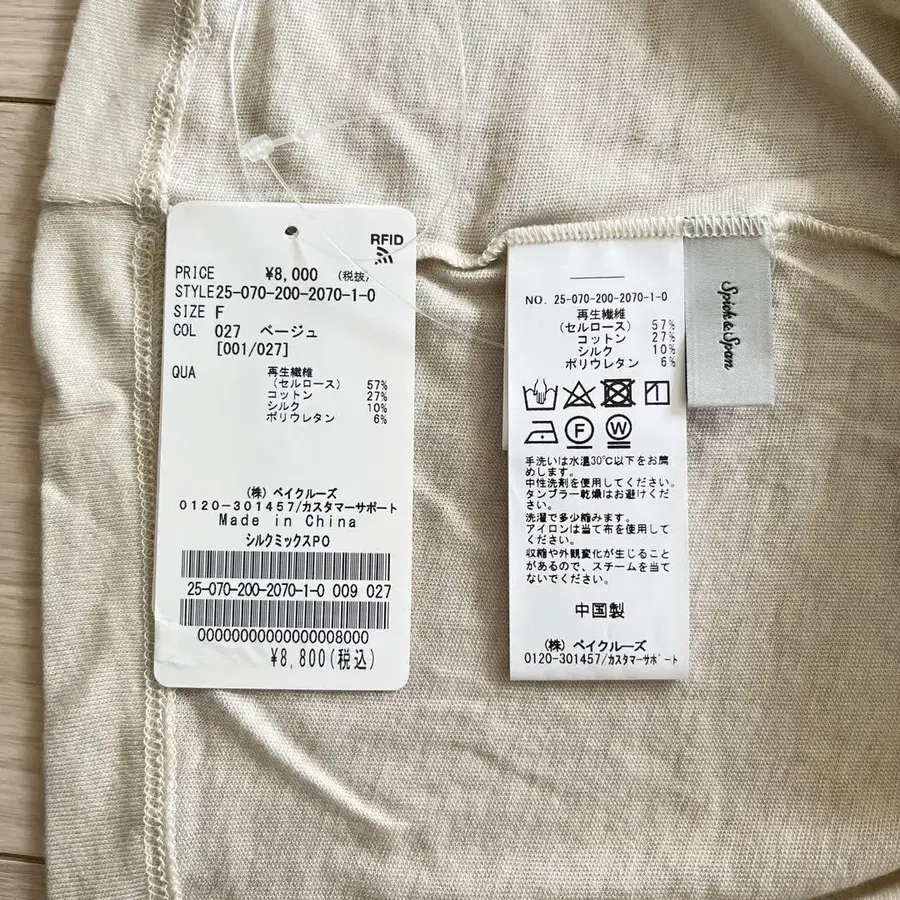 RFID
PRICE ¥8,000 (税抜)
STYLE25-070-200-2070-1-0
SIZE F
COL 027 ベージュ
[001/027]
QUA 再生繊維
(セルロース) 57%
コットン 27%
シルク 10%
ポリウレタン 6%
(株) ベイクルーズ
0120-301457/カスタマーサポート
Made in China
シルクミックスPO
25-070-200-2070-1-0 009 027
00000000000000008000
¥8,800(税込)
NO. 25-070-200-2070-1-0
再生繊維
(セルロース) 57%
コットン 27%
シルク 10%
ポリウレタン 6%
F
W
手洗いは水温30℃以下をお薦
めします。
中性洗剤を使用してください。
タンブラー乾燥はお避けくださ
い。
洗濯で多少縮みます。
アイロンは当て布を使用してく
ださい。
収縮や外観変化が生じること
があるので、スチームを当て
ないでください。
中国製
(株) ベイクルーズ
0120-301457/カスタマーサポート
Spick & Span